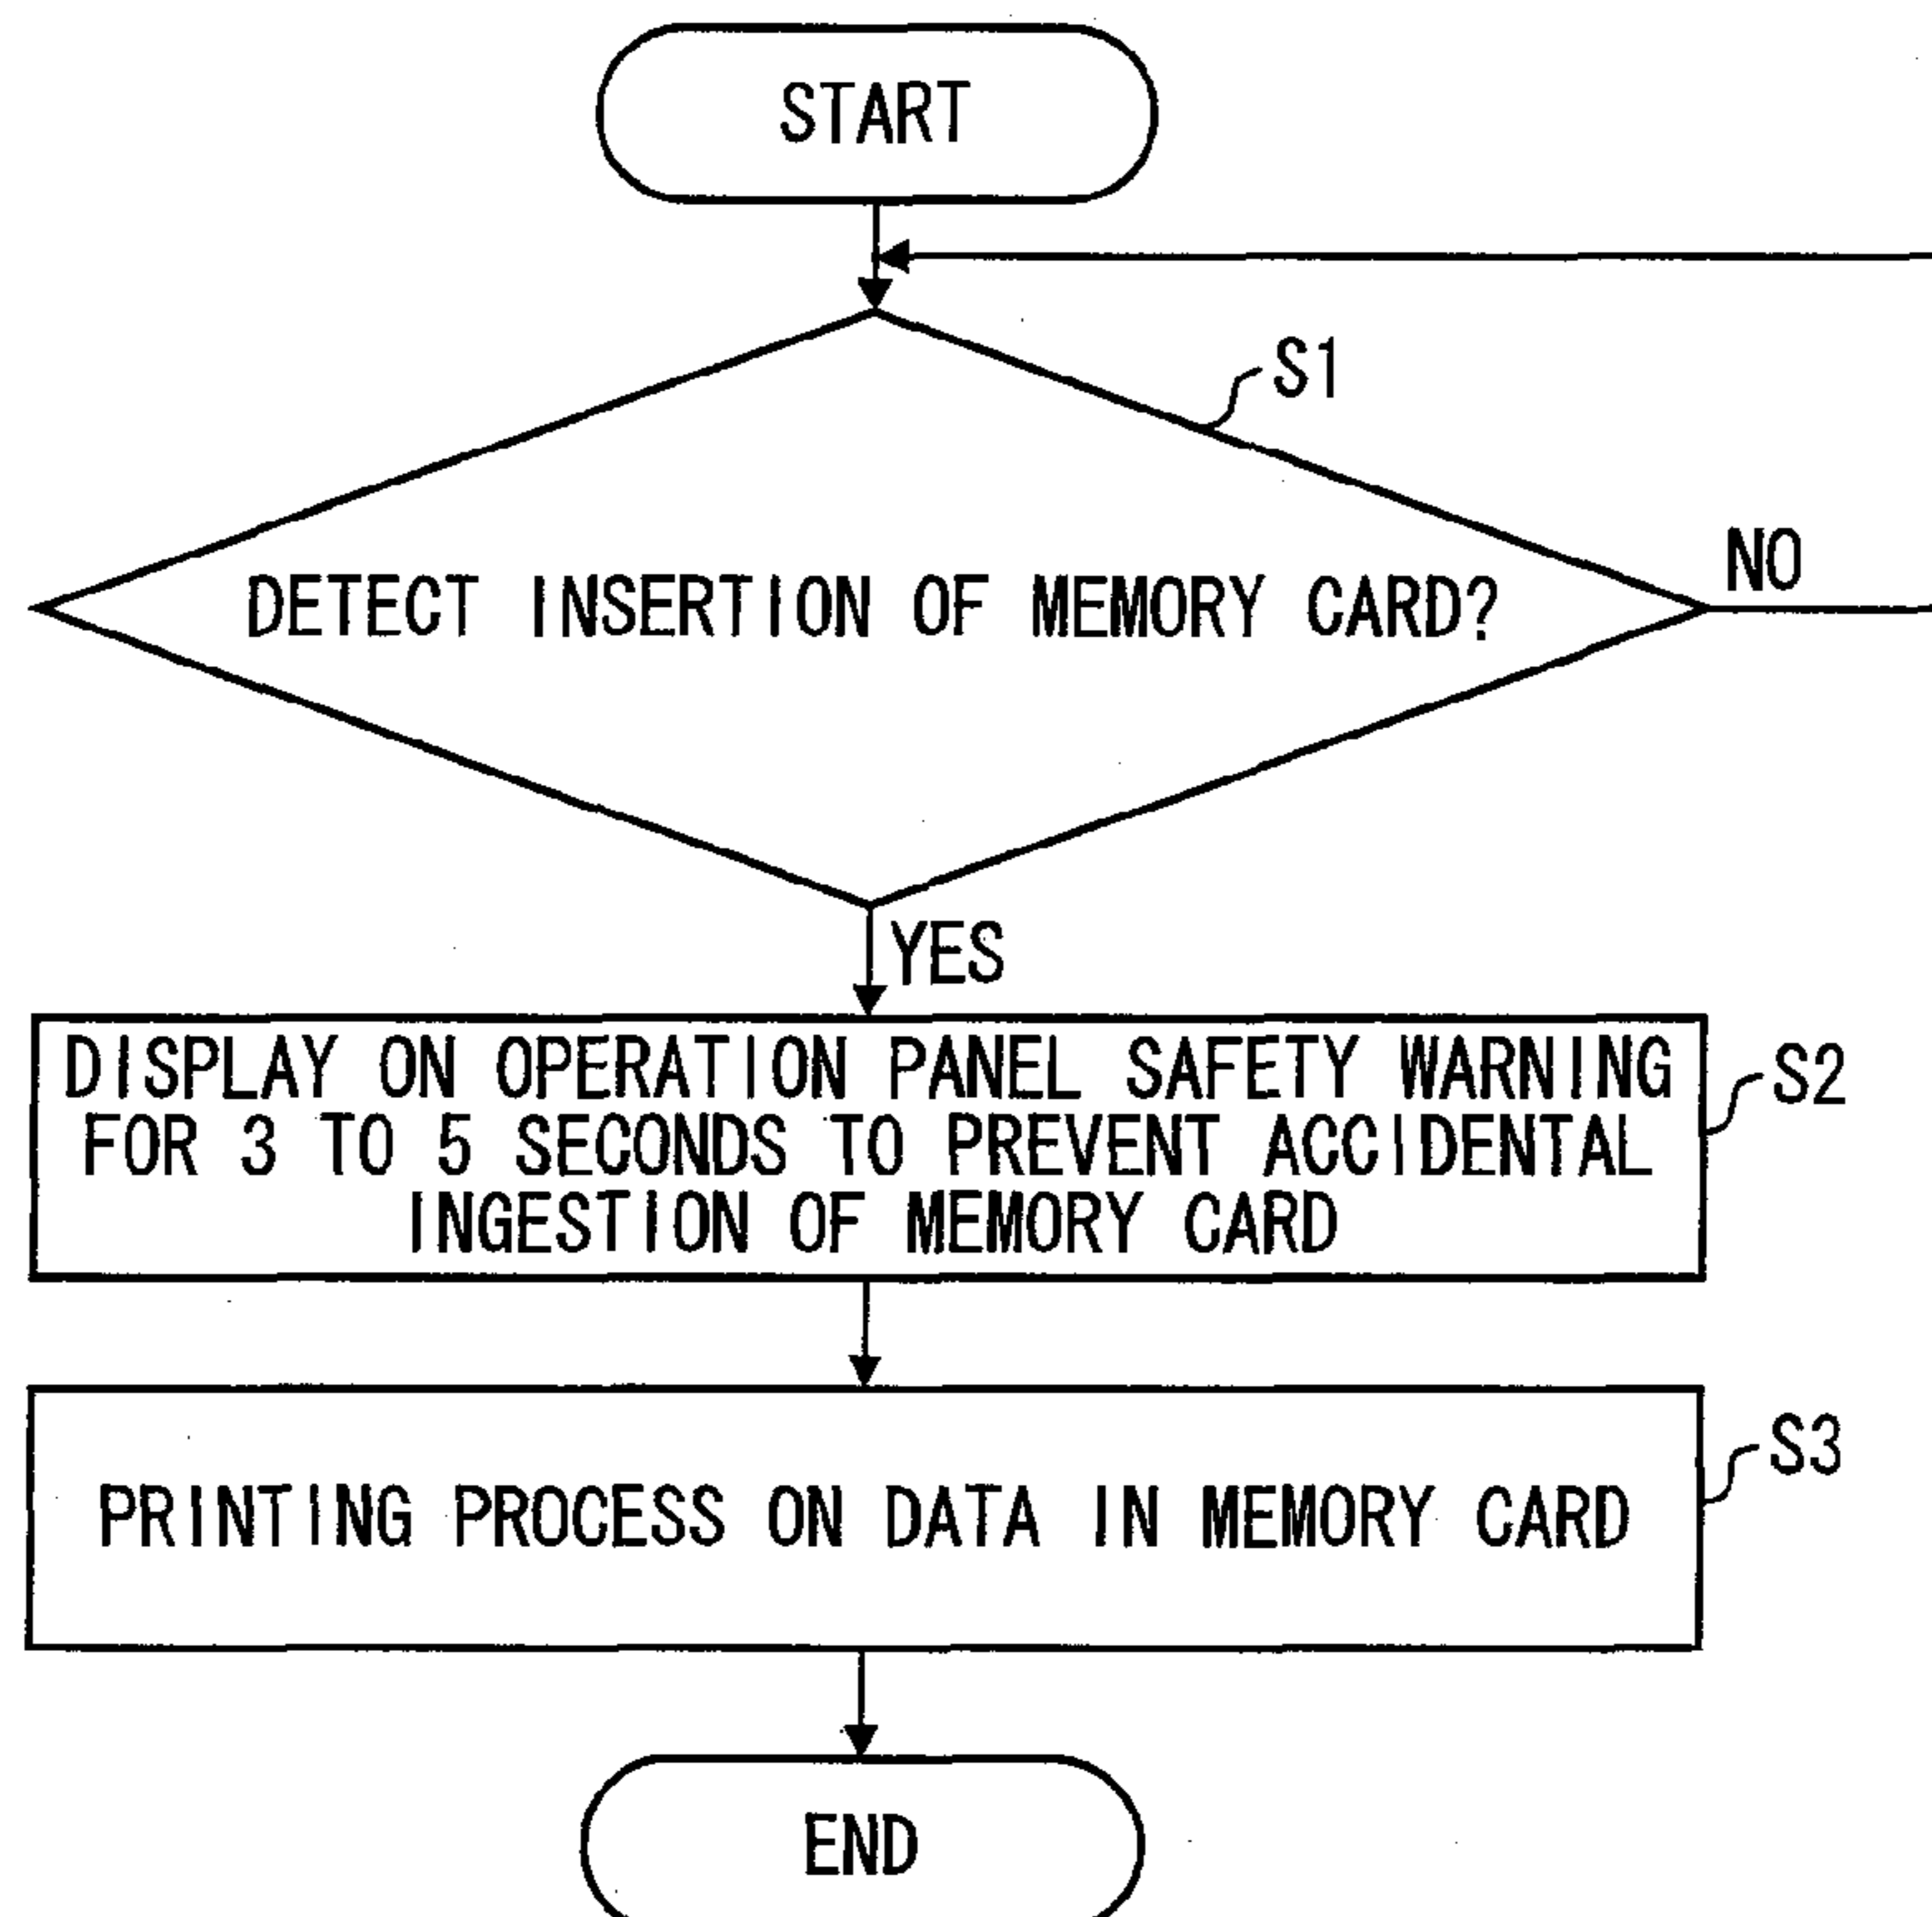 START
S1
DETECT INSERTION OF MEMORY CARD?
NO
YES
DISPLAY ON OPERATION PANEL SAFETY WARNING
FOR 3 TO 5 SECONDS TO PREVENT ACCIDENTAL
INGESTION OF MEMORY CARD
S2
PRINTING PROCESS ON DATA IN MEMORY CARD
S3
END